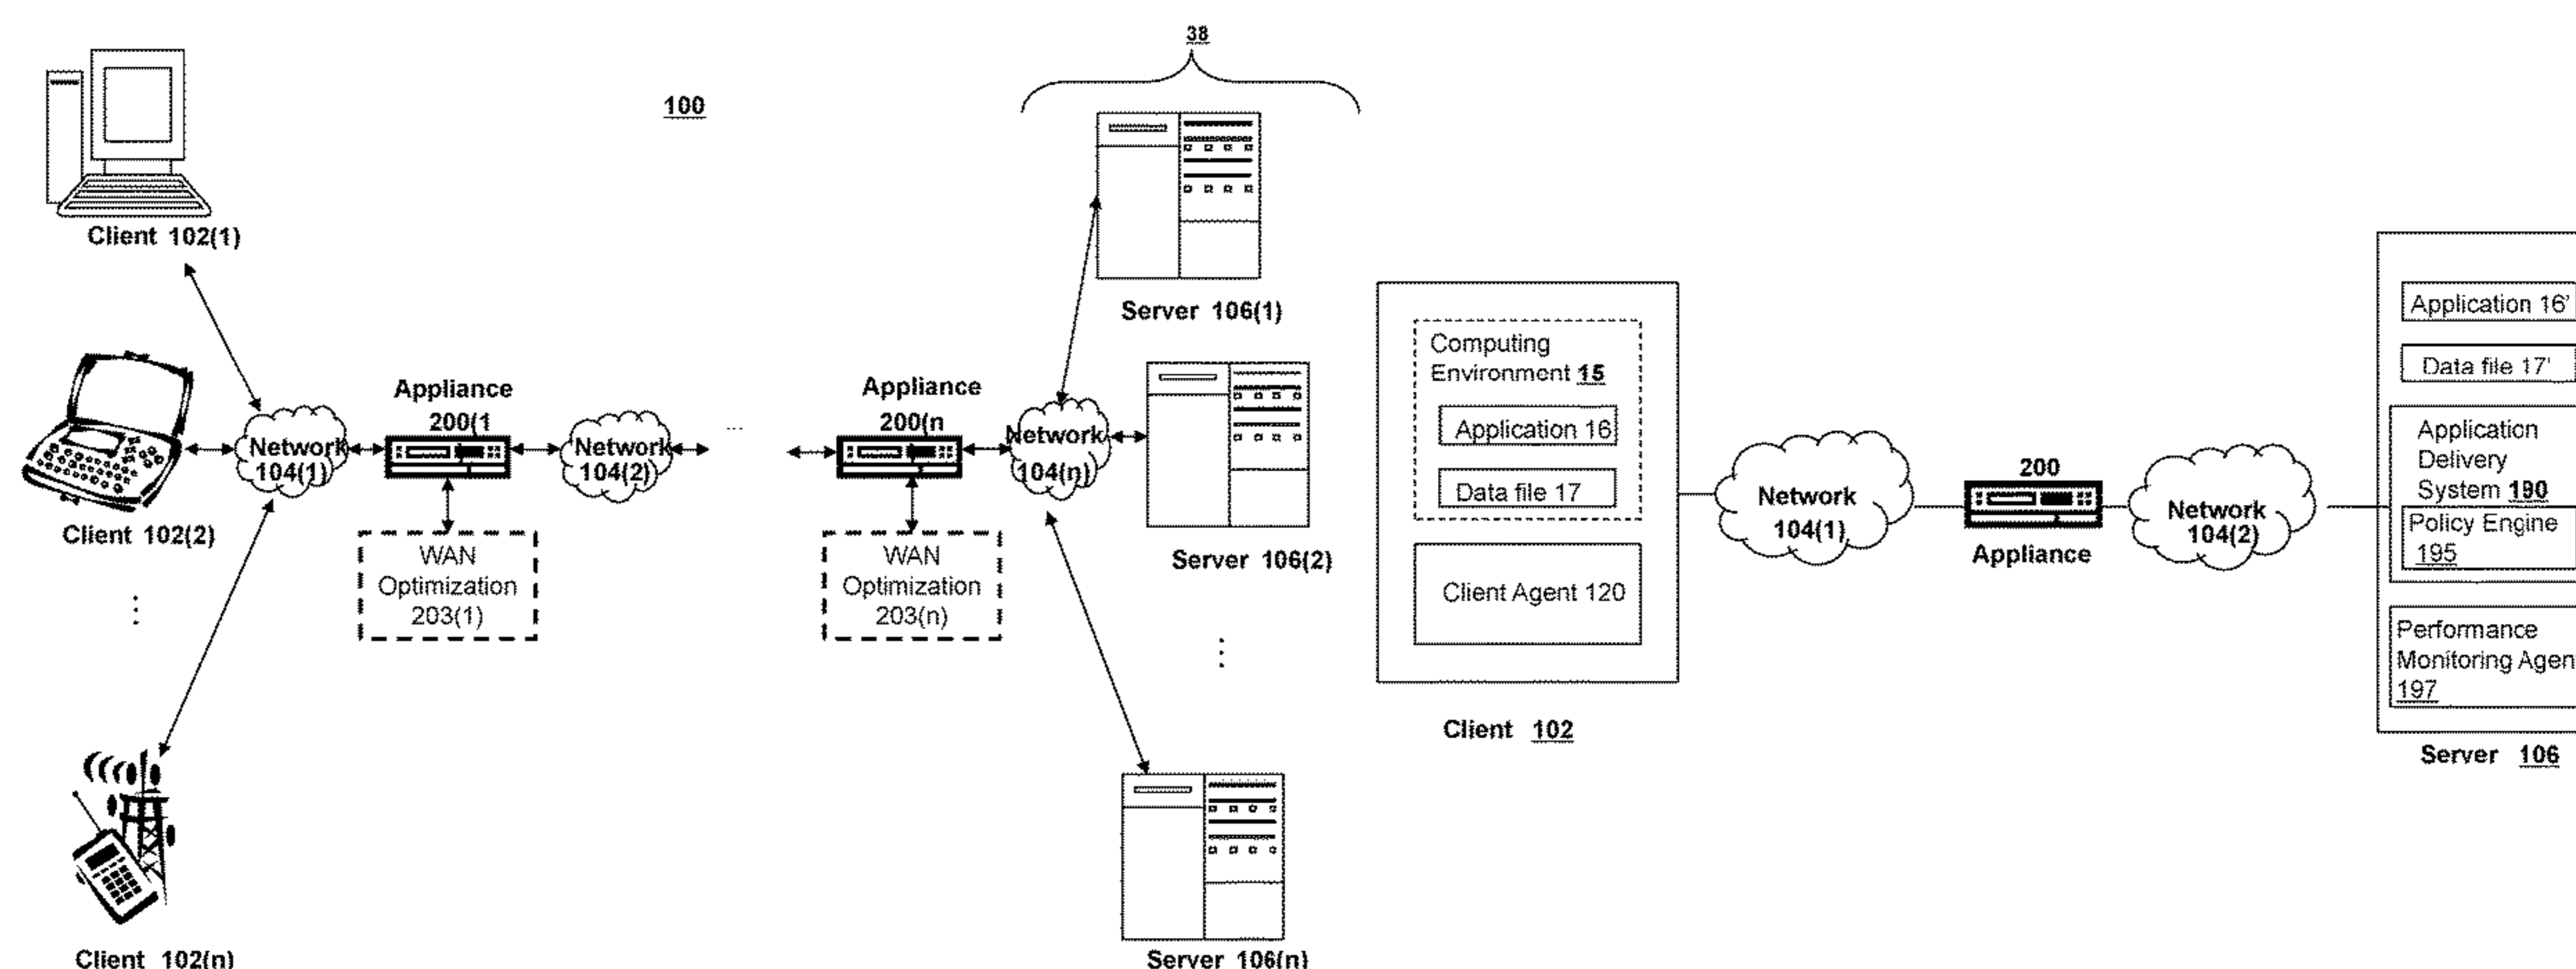 38
100
Client 102(1)
Server 106(1)
Appliance
200(1
Network
104(1)
Network
104(2)
...
Appliance
200(n
Network
104(n)
Client 102(2)
WAN
Optimization
203(1)
WAN
Optimization
203(n)
Server 106(2)
Client 102(n)
Server 106(n)
Computing
Environment 15
Application 16
Data file 17
Client Agent 120
Client 102
Network
104(1)
200
Appliance
Network
104(2)
Application 16'
Data file 17'
Application
Delivery
System 190
Policy Engine
195
Performance
Monitoring Agen
197
Server 106